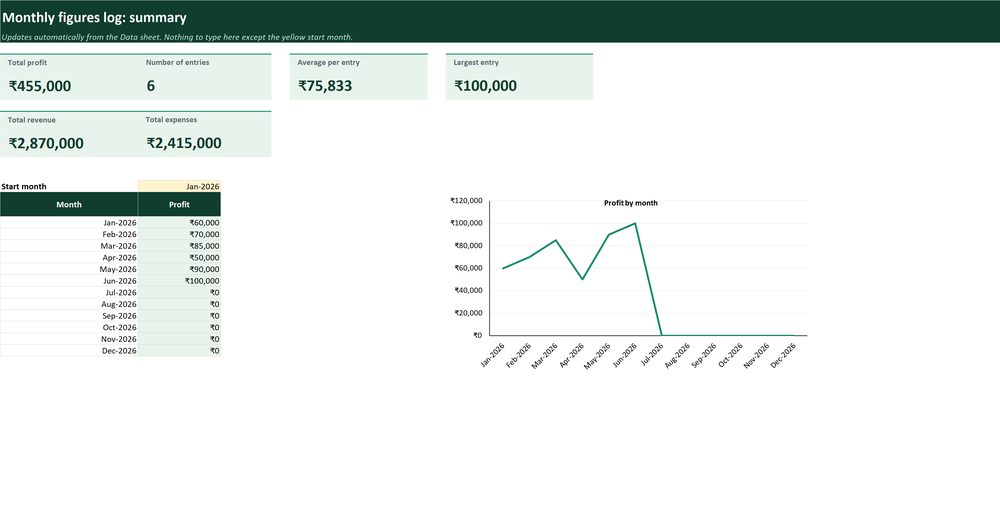 Monthly figures log: summary
Updates automatically from the Data sheet. Nothing to type here except the yellow start month.
Total profit Number of entries Average per entry Largest entry
₹455,000 6 ₹75,833 ₹100,000
Total revenue Total expenses
₹2,870,000 ₹2,415,000
Start month Jan-2026
Month Profit
Jan-2026 ₹60,000
Feb-2026 ₹70,000
Mar-2026 ₹85,000
Apr-2026 ₹50,000
May-2026 ₹90,000
Jun-2026 ₹100,000
Jul-2026 ₹0
Aug-2026 ₹0
Sep-2026 ₹0
Oct-2026 ₹0
Nov-2026 ₹0
Dec-2026 ₹0
Profit by month
₹120,000
₹100,000
₹80,000
₹60,000
₹40,000
₹20,000
₹0
Jan-2026 Feb-2026 Mar-2026 Apr-2026 May-2026 Jun-2026 Jul-2026 Aug-2026 Sep-2026 Oct-2026 Nov-2026 Dec-2026